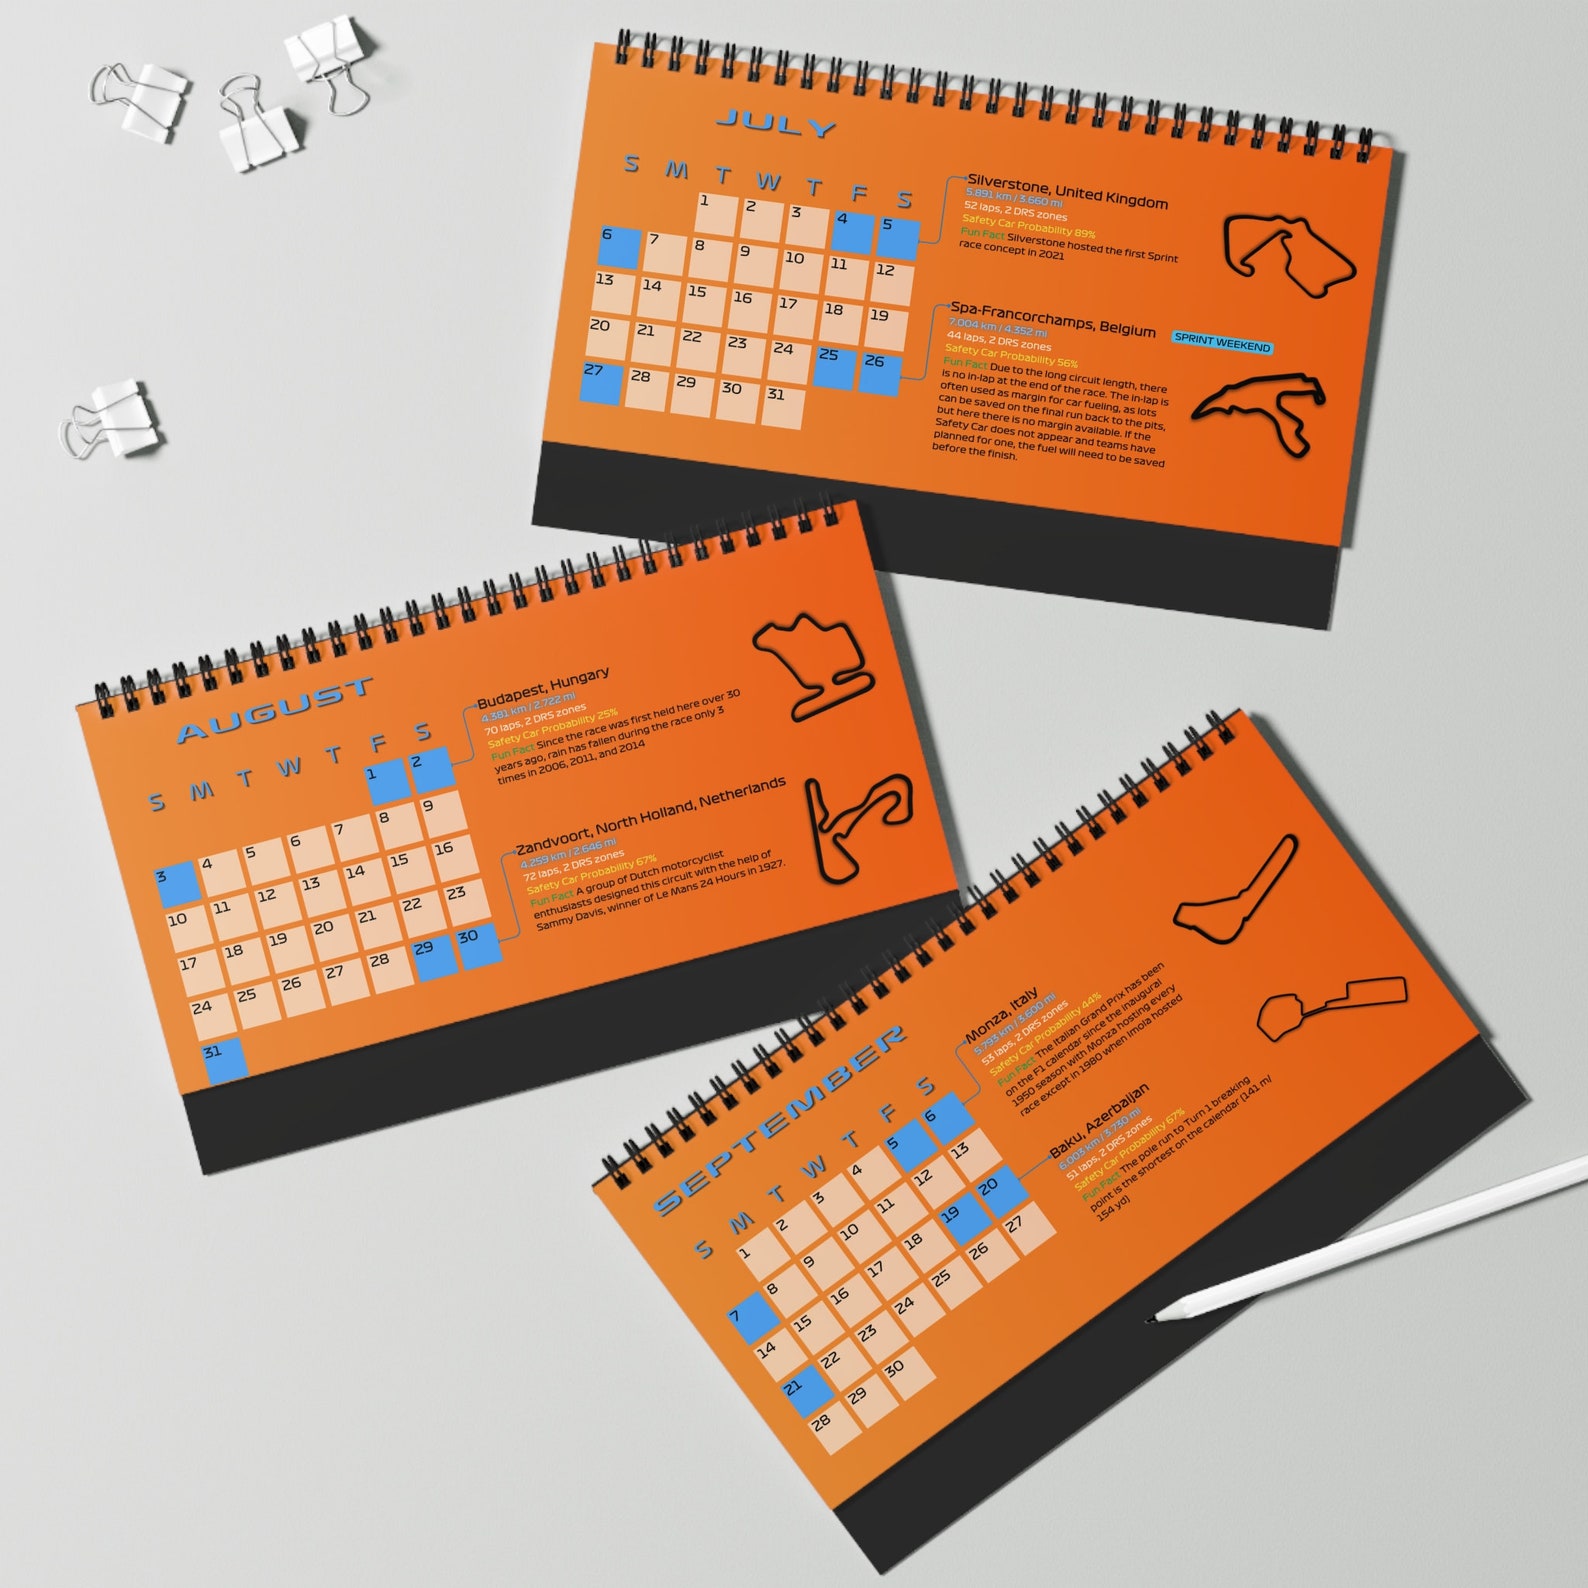 JULY
S M T W T F S
1 2 3 4 5
6 7 8 9 10 11 12
13 14 15 16 17 18 19
20 21 22 23 24 25 26
27 28 29 30 31
Silverstone, United Kingdom
5.891 km / 3.660 mi
52 laps, 2 DRS zones
Safety Car Probability 89%
Fun Fact Silverstone hosted the first Sprint
race concept in 2021
Spa-Francorchamps, Belgium
SPRINT WEEKEND
7.004 km / 4.352 mi
44 laps, 2 DRS zones
Safety Car Probability 56%
Fun Fact Due to the long circuit length, there
is no in-lap at the end of the race. The in-lap is
often used as margin for car fueling, as lots
can be saved on the final run back to the pits,
but here there is no margin available. If the
Safety Car does not appear and teams have
planned for one, the fuel will need to be saved
before the finish.
AUGUST
S M T W T F S
1 2
3 4 5 6 7 8 9
10 11 12 13 14 15 16
17 18 19 20 21 22 23
24 25 26 27 28 29 30
31
Budapest, Hungary
4.381 km / 2.722 mi
70 laps, 2 DRS zones
Safety Car Probability 25%
Fun Fact Since the race was first held here over 30
years ago, rain has fallen during the race only 3
times in 2006, 2011, and 2014
Zandvoort, North Holland, Netherlands
4.259 km / 2.646 mi
72 laps, 2 DRS zones
Safety Car Probability 67%
Fun Fact A group of Dutch motorcyclist
enthusiasts designed this circuit with the help of
Sammy Davis, winner of Le Mans 24 Hours in 1927.
SEPTEMBER
S M T W T F S
1 2 3 4 5 6
7 8 9 10 11 12 13
14 15 16 17 18 19 20
21 22 23 24 25 26 27
28 29 30
Monza, Italy
5.793 km / 3.600 mi
53 laps, 2 DRS zones
Safety Car Probability 44%
Fun Fact The Italian Grand Prix has been
on the F1 calendar since the inaugural
1950 season with Monza hosting every
race except in 1980 when Imola hosted
Baku, Azerbaijan
6.003 km / 3.730 mi
51 laps, 2 DRS zones
Safety Car Probability 67%
Fun Fact The pole run to Turn 1 breaking
point is the shortest on the calendar (141 m/
154 yd)